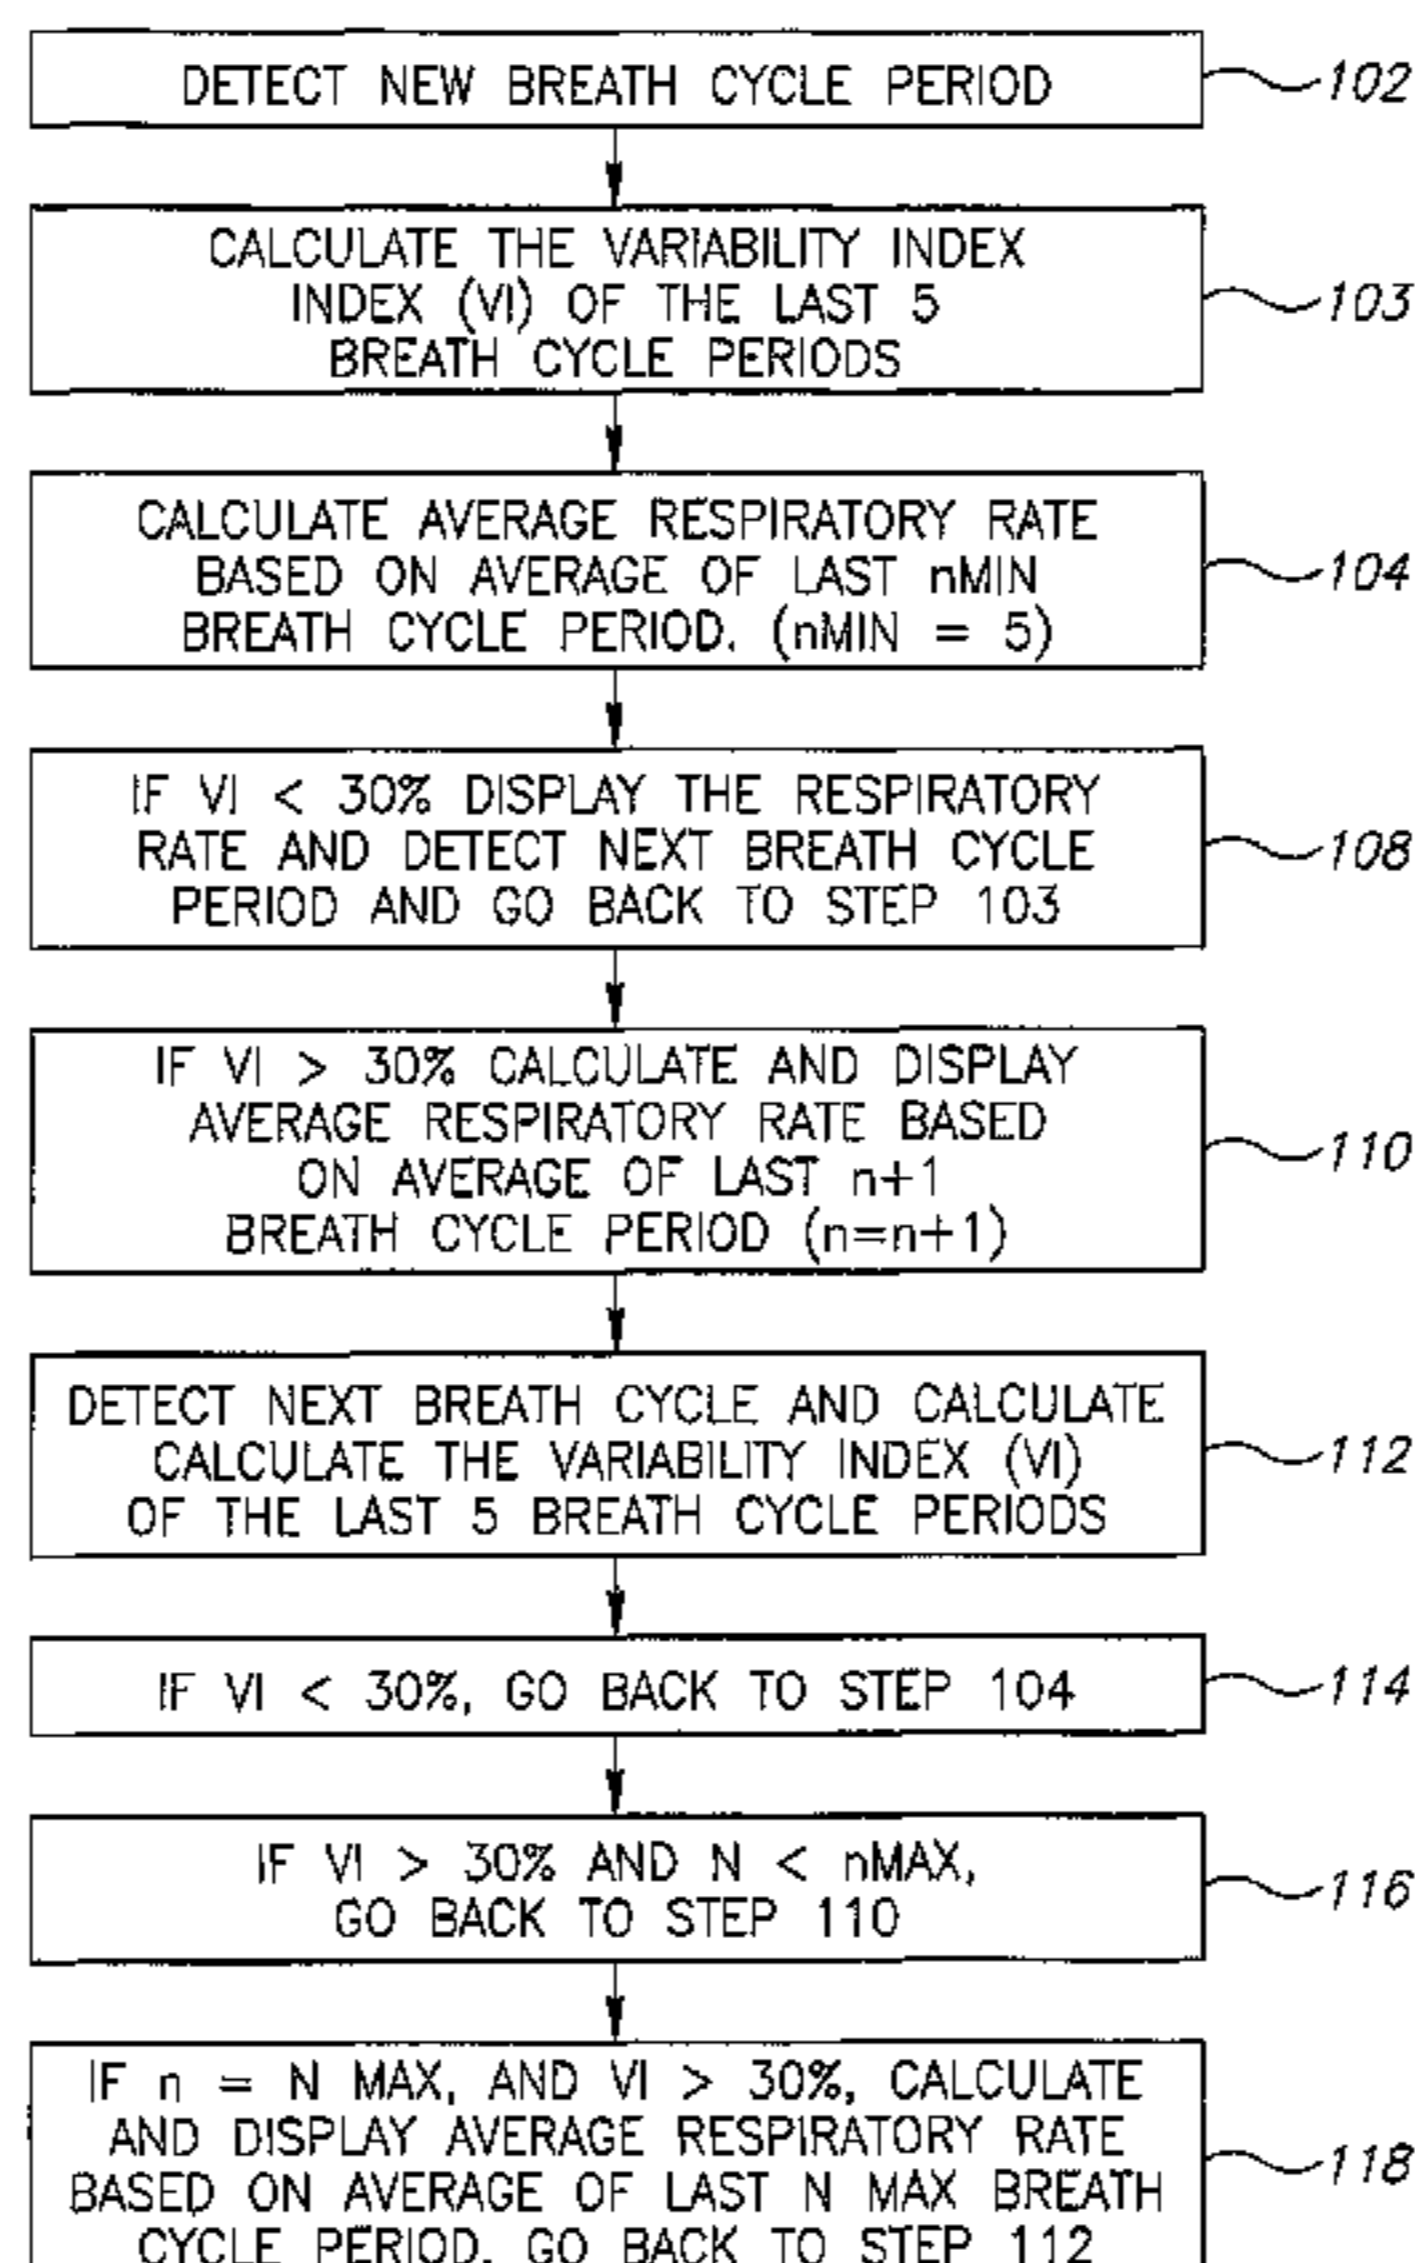 DETECT NEW BREATH CYCLE PERIOD
102
CALCULATE THE VARIABILITY INDEX
INDEX (VI) OF THE LAST 5
BREATH CYCLE PERIODS
103
CALCULATE AVERAGE RESPIRATORY RATE
BASED ON AVERAGE OF LAST nMIN
BREATH CYCLE PERIOD. (nMIN = 5)
104
IF VI < 30% DISPLAY THE RESPIRATORY
RATE AND DETECT NEXT BREATH CYCLE
PERIOD AND GO BACK TO STEP 103
108
IF VI > 30% CALCULATE AND DISPLAY
AVERAGE RESPIRATORY RATE BASED
ON AVERAGE OF LAST n+1
BREATH CYCLE PERIOD (n=n+1)
110
DETECT NEXT BREATH CYCLE AND CALCULATE
CALCULATE THE VARIABILITY INDEX (VI)
OF THE LAST 5 BREATH CYCLE PERIODS
112
IF VI < 30%, GO BACK TO STEP 104
114
IF VI > 30% AND N < nMAX,
GO BACK TO STEP 110
116
IF n = N MAX, AND VI > 30%, CALCULATE
AND DISPLAY AVERAGE RESPIRATORY RATE
BASED ON AVERAGE OF LAST N MAX BREATH
CYCLE PERIOD. GO BACK TO STEP 112
118